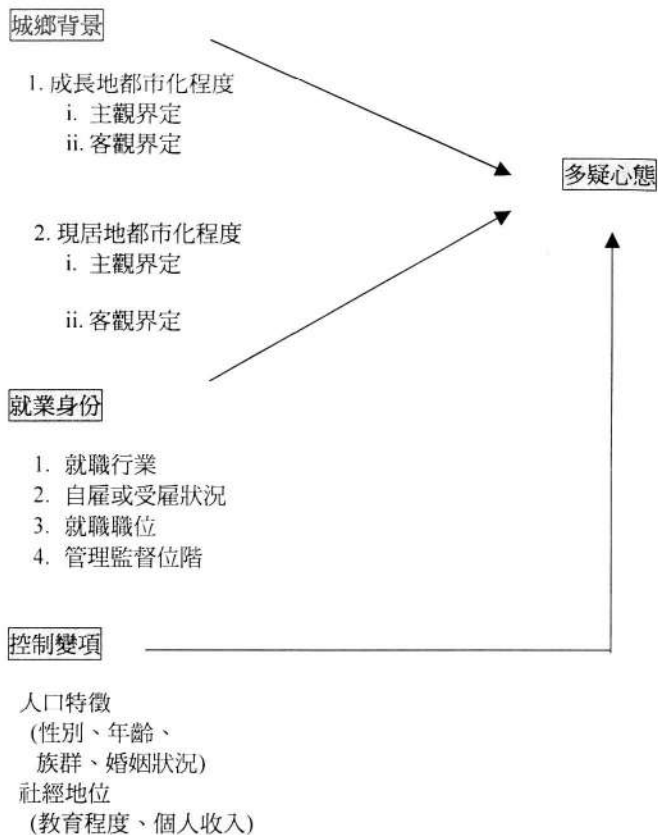 城鄉背景
1. 成長地都市化程度
i. 主觀界定
ii. 客觀界定
多疑心態
2. 現居地都市化程度
i. 主觀界定
ii. 客觀界定
就業身份
1. 就職行業
2. 自雇或受雇狀況
3. 就職職位
4. 管理監督位階
控制變項
人口特徵
(性別、年齡、
族群、婚姻狀況)
社經地位
(教育程度、個人收入)